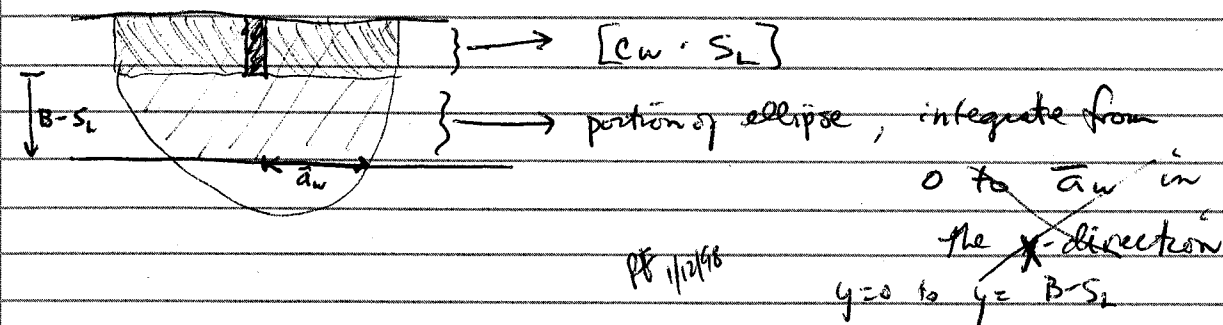 [Cw · SL]
B-SL
portion of ellipse, integrate from
āw
0 to āw in
the x-direction
1/12/98
y=0 to y= B-SL